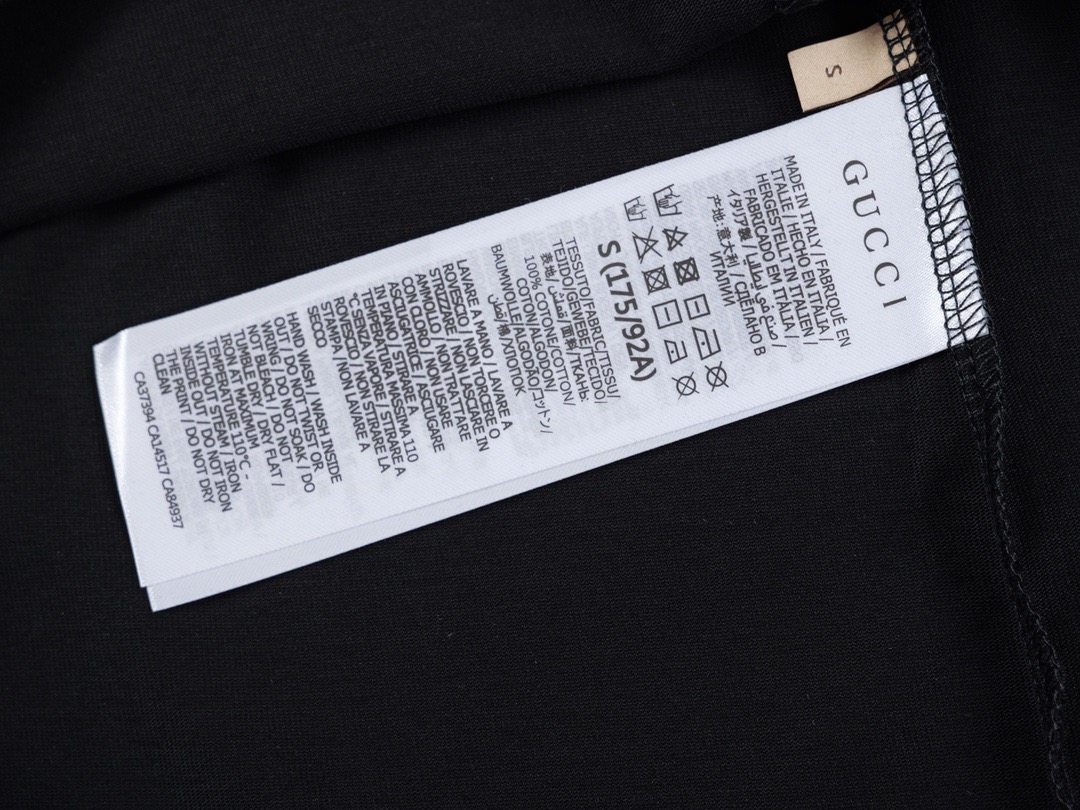 S
GUCCI
MADE IN ITALY / FABRIQUÉ EN
ITALIE / HECHO EN ITALIA /
HERGESTELLT IN ITALIEN /
FABRICADO EM ITALIA /
イタリア製 / صنع في إيطاليا /
产地:意大利 / СДЕЛАНО В
ИТАЛИИ
S (175/92A)
TESSUTO/FABRIC/TISSU/
TEJIDO/GEWEBE/TECIDO/
表地/قماش/面料/ТКАНЬ:
100% COTONE/COTTON/
COTON/ALGODÓN/
BAUMWOLLE/ALGODÃO/コットン/
قطن/棉/ХЛОПОК
LAVARE A MANO / LAVARE A
ROVESCIO / NON TORCERE O
STRIZZARE / NON LASCIARE IN
AMMOLLO / NON TRATTARE
CON CLORO / NON USARE
ASCIUGATRICE / ASCIUGARE
IN PIANO / STIRARE A
TEMPERATURA MASSIMA 110
°C SENZA VAPORE / STIRARE A
ROVESCIO / NON STIRARE LA
STAMPA / NON LAVARE A
SECCO
HAND WASH / WASH INSIDE
OUT / DO NOT TWIST OR
WRING / DO NOT SOAK / DO
NOT BLEACH / DO NOT
TUMBLE DRY / DRY FLAT /
IRON AT MAXIMUM
TEMPERATURE 110°C -
WITHOUT STEAM / IRON
INSIDE OUT / DO NOT IRON
THE PRINT / DO NOT DRY
CLEAN
CA37394 CA14517 CA84937